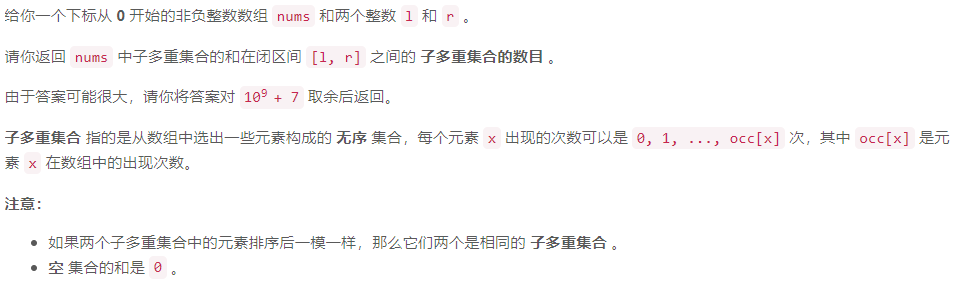 给你一个下标从 0 开始的非负整数数组 nums 和两个整数 l 和 r 。
请你返回 nums 中子多重集合的和在闭区间 [l, r] 之间的 子多重集合的数目 。
由于答案可能很大，请你将答案对 10⁹ + 7 取余后返回。
子多重集合 指的是从数组中选出一些元素构成的 无序 集合，每个元素 x 出现的次数可以是 0, 1, ..., occ[x] 次，其中 occ[x] 是元
素 x 在数组中的出现次数。
注意：
• 如果两个子多重集合中的元素排序后一模一样，那么它们两个是相同的 子多重集合 。
• 空 集合的和是 0 。